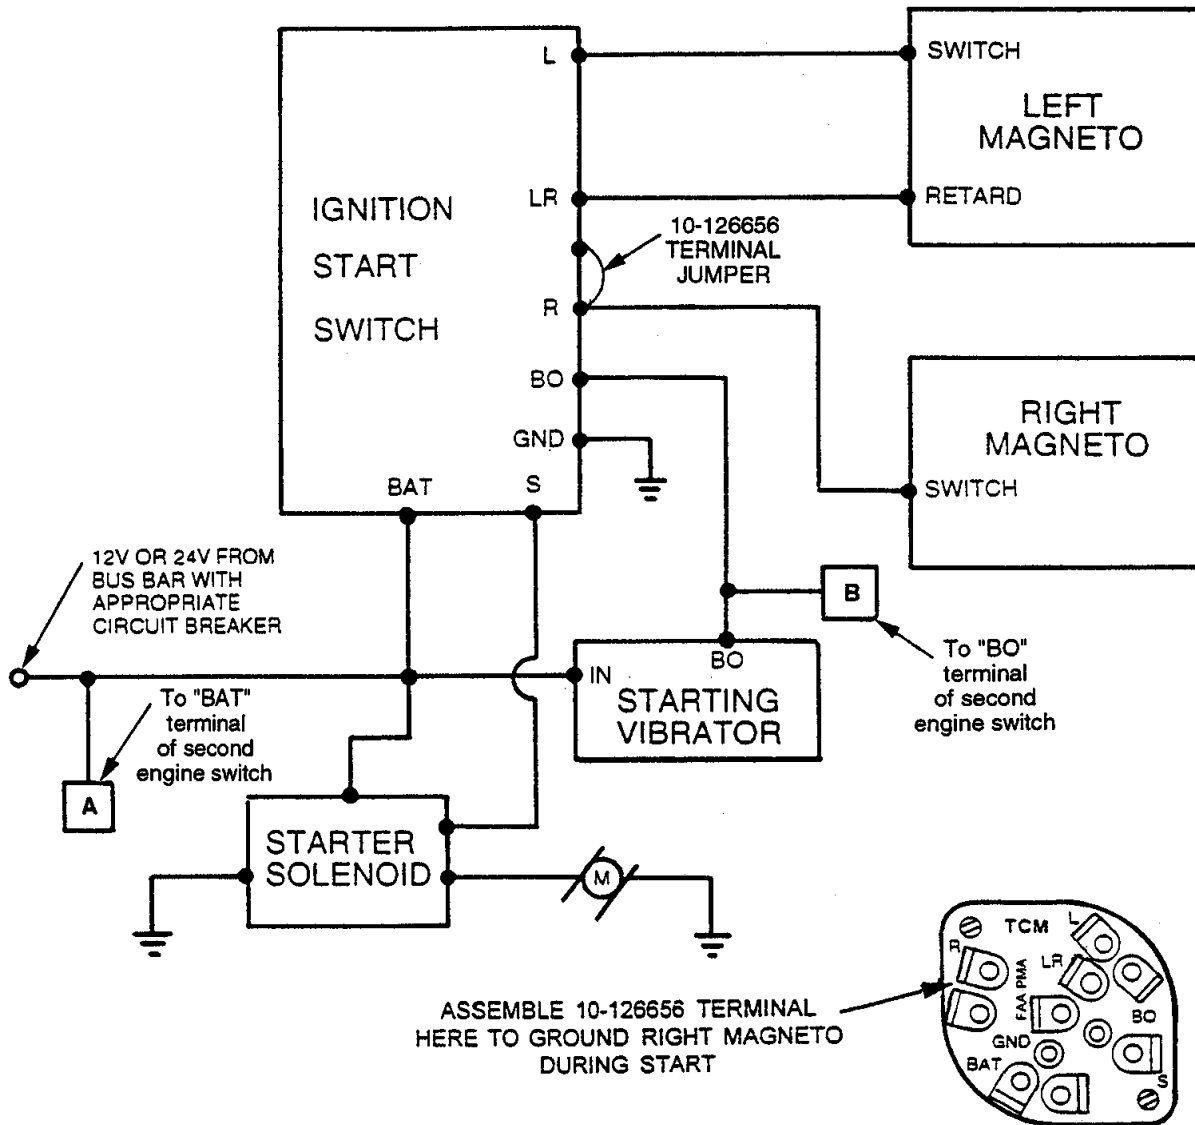 L
SWITCH
LEFT
MAGNETO
IGNITION
START
SWITCH
LR
RETARD
10-126656
TERMINAL
JUMPER
R
BO
GND
BAT
S
RIGHT
MAGNETO
SWITCH
12V OR 24V FROM
BUS BAR WITH
APPROPRIATE
CIRCUIT BREAKER
B
To "BO"
terminal
of second
engine switch
IN
BO
STARTING
VIBRATOR
To "BAT"
terminal
of second
engine switch
A
STARTER
SOLENOID
M
ASSEMBLE 10-126656 TERMINAL
HERE TO GROUND RIGHT MAGNETO
DURING START
TCM
L
R
LR
FAA PMA
BO
GND
BAT
S